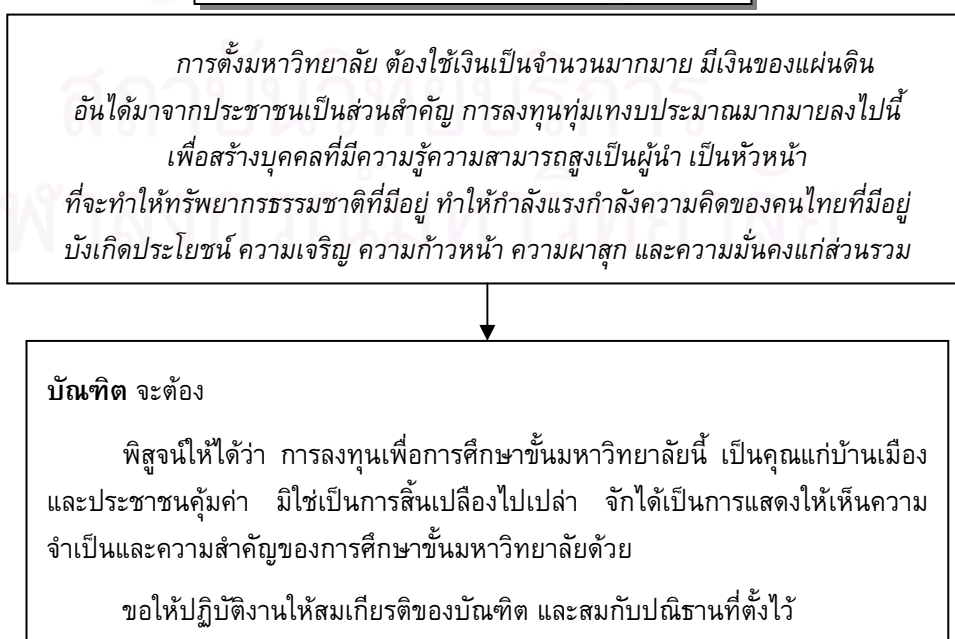 การตั้งมหาวิทยาลัย ต้องใช้เงินเป็นจำนวนมากมาย มีเงินของแผ่นดิน
อันได้มาจากประชาชนเป็นส่วนสำคัญ การลงทุนทุ่มเทงบประมาณมากมายลงไปนี้
เพื่อสร้างบุคคลที่มีความรู้ความสามารถสูงเป็นผู้นำ เป็นหัวหน้า
ที่จะทำให้ทรัพยากรธรรมชาติที่มีอยู่ ทำให้กำลังแรงกำลังความคิดของคนไทยที่มีอยู่
บังเกิดประโยชน์ ความเจริญ ความก้าวหน้า ความผาสุก และความมั่นคงแก่ส่วนรวม
บัณฑิต จะต้อง
พิสูจน์ให้ได้ว่า การลงทุนเพื่อการศึกษาขั้นมหาวิทยาลัยนี้ เป็นคุณแก่บ้านเมือง
และประชาชนคุ้มค่า มิใช่เป็นการสิ้นเปลืองไปเปล่า จักได้เป็นการแสดงให้เห็นความ
จำเป็นและความสำคัญของการศึกษาขั้นมหาวิทยาลัยด้วย
ขอให้ปฏิบัติงานให้สมเกียรติของบัณฑิต และสมกับปณิธานที่ตั้งไว้